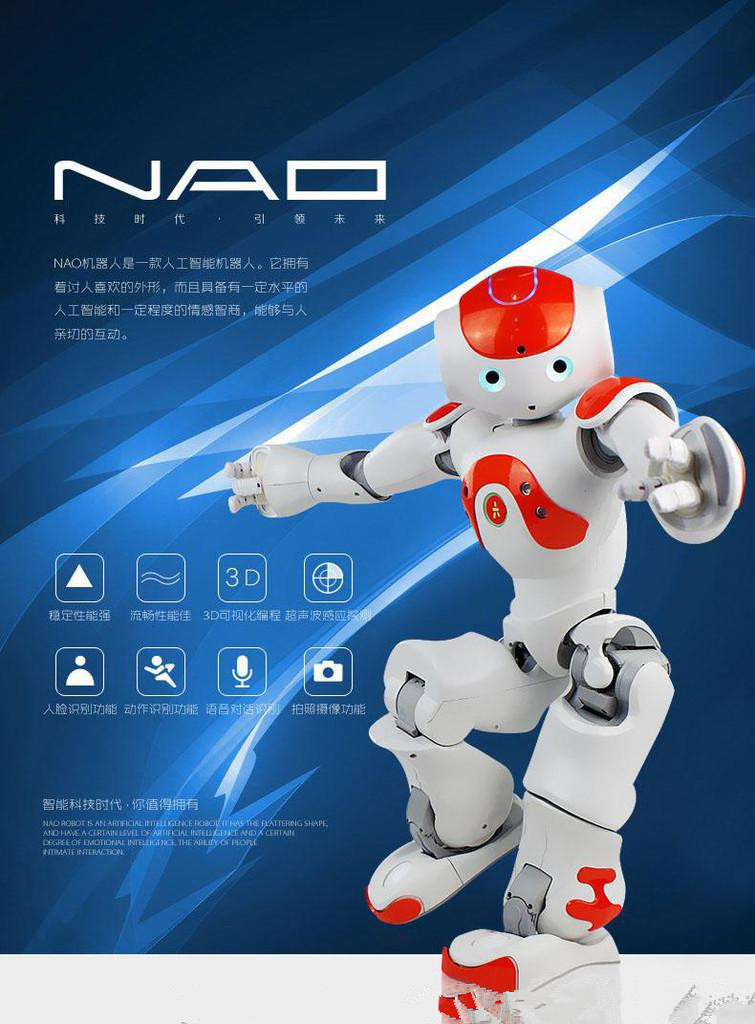 NAO
科技时代·引领未来
NAO机器人是一款人工智能机器人。它拥有
着讨人喜欢的外形，而且具备有一定水平的
人工智能和一定程度的情感智商，能够与人
亲切的互动。
3D
稳定性能强 流畅性能佳 3D可视化编程 超声波感应探测
人脸识别功能 动作识别功能 语音对话识别 拍照摄像功能
智能科技时代·你值得拥有
NAO ROBOT IS AN ARTIFICIAL INTELLIGENCE ROBOT. IT HAS THE FLATTERING SHAPE,
AND HAVE A CERTAIN LEVEL OF ARTIFICIAL INTELLIGENCE AND A CERTAIN
DEGREE OF EMOTIONAL INTELLIGENCE, THE ABILITY OF PEOPLE
INTIMATE INTERACTION.